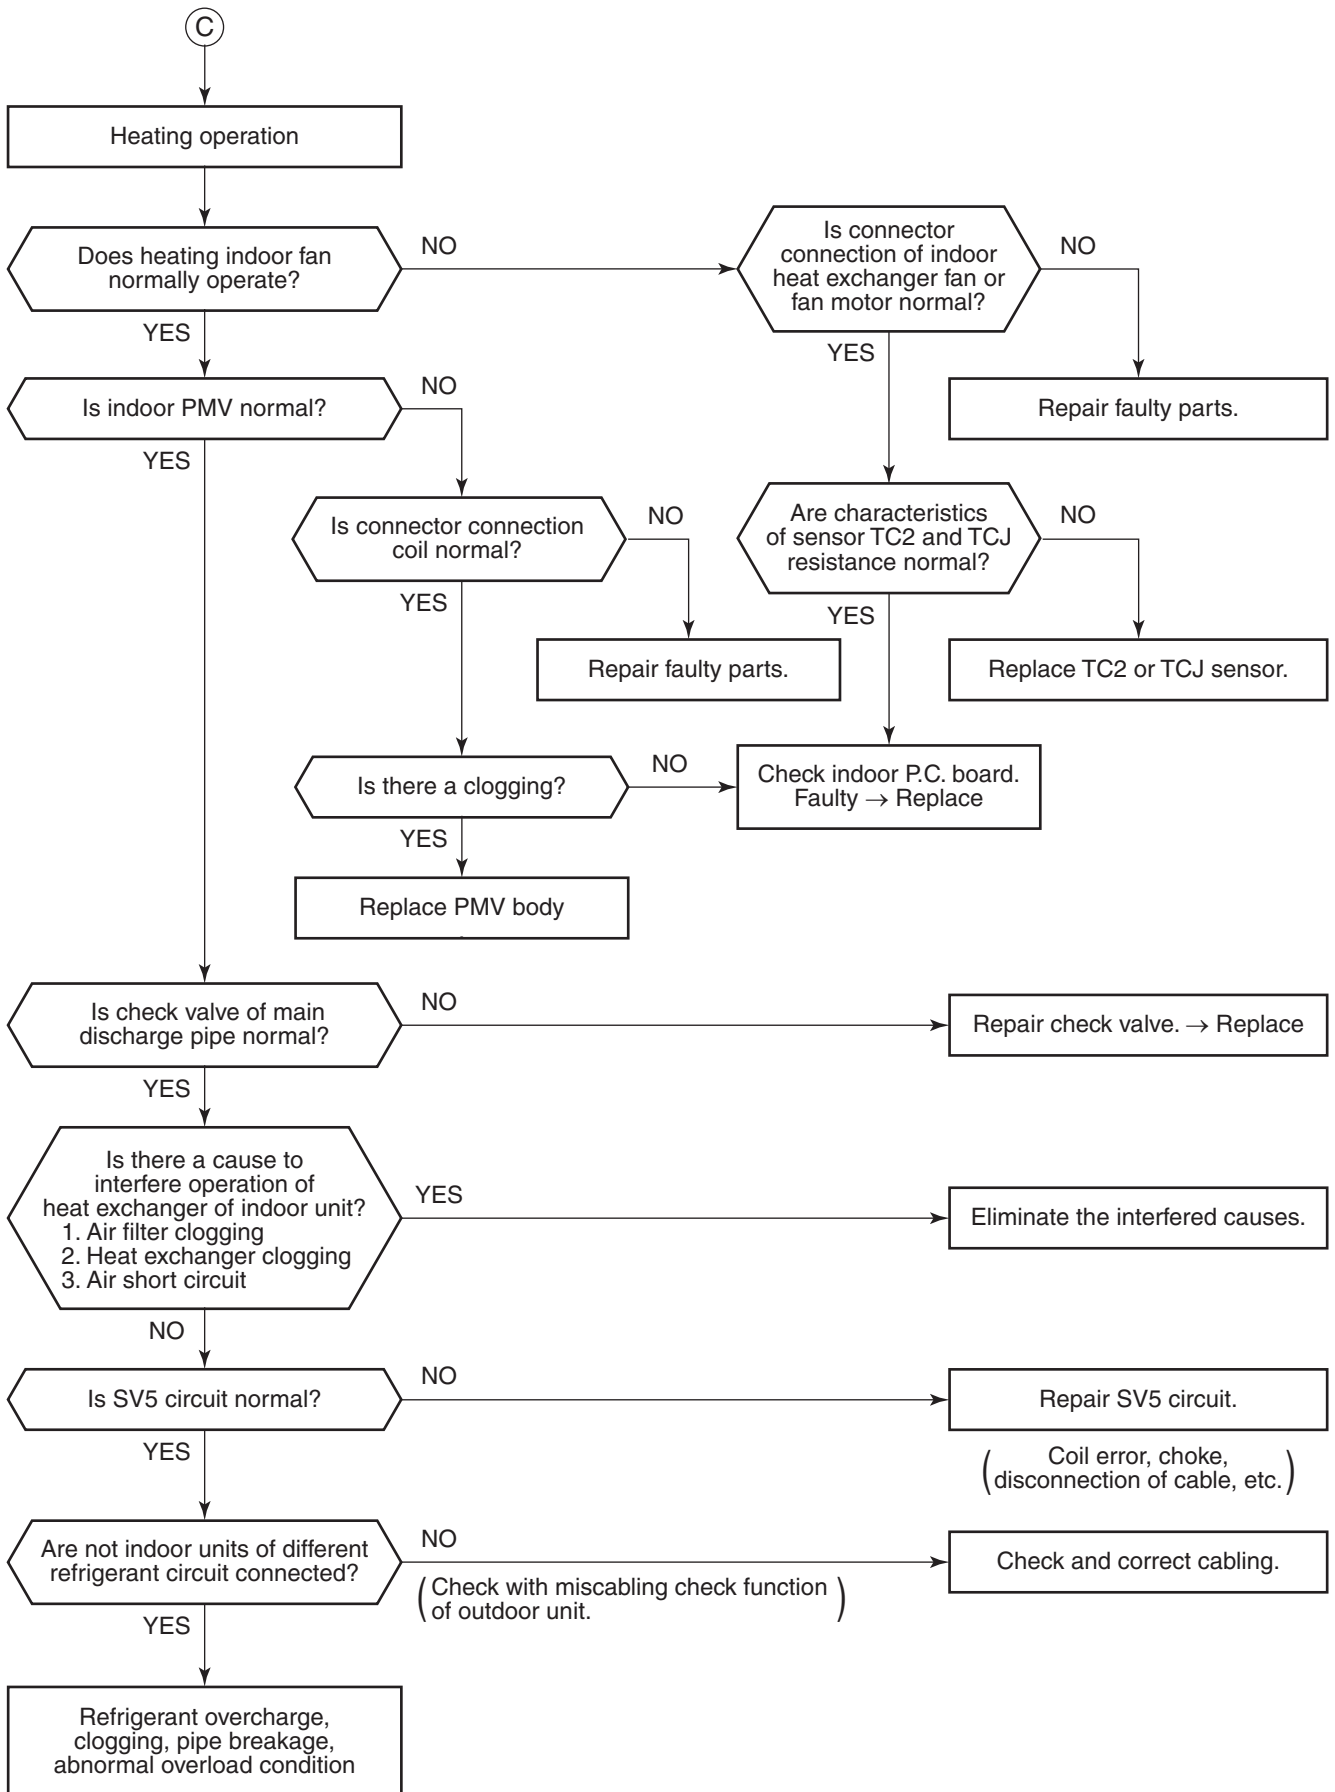 C
Heating operation
Does heating indoor fan
normally operate?
NO
YES
Is connector
connection of indoor
heat exchanger fan or
fan motor normal?
NO
YES
Repair faulty parts.
Is indoor PMV normal?
NO
YES
Is connector connection
coil normal?
NO
YES
Repair faulty parts.
Are characteristics
of sensor TC2 and TCJ
resistance normal?
NO
YES
Replace TC2 or TCJ sensor.
Is there a clogging?
NO
YES
Check indoor P.C. board.
Faulty → Replace
Replace PMV body
Is check valve of main
discharge pipe normal?
NO
YES
Repair check valve. → Replace
Is there a cause to
interfere operation of
heat exchanger of indoor unit?
1. Air filter clogging
2. Heat exchanger clogging
3. Air short circuit
YES
NO
Eliminate the interfered causes.
Is SV5 circuit normal?
NO
YES
Repair SV5 circuit.
(Coil error, choke,
disconnection of cable, etc.)
Are not indoor units of different
refrigerant circuit connected?
NO
(Check with miscabling check function
of outdoor unit.)
YES
Check and correct cabling.
Refrigerant overcharge,
clogging, pipe breakage,
abnormal overload condition